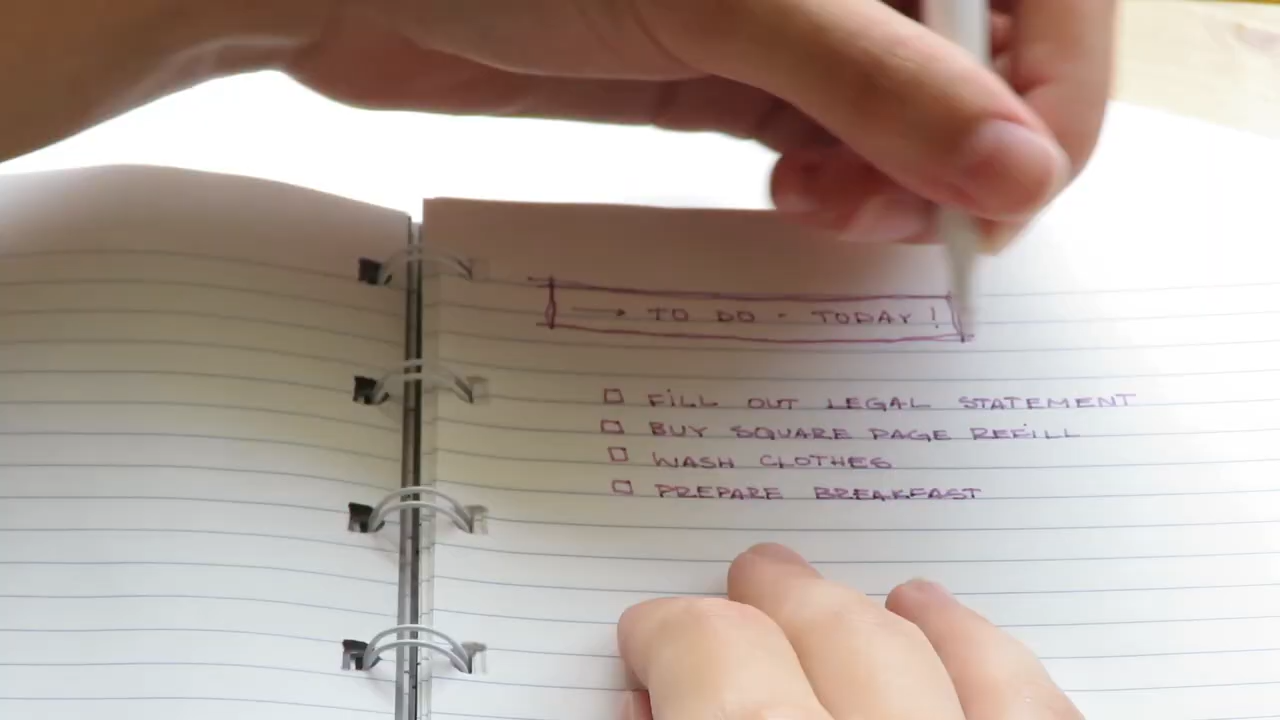 → TO DO - TODAY!
□ FILL OUT LEGAL STATEMENT
□ BUY SQUARE PAGE REFILL
□ WASH CLOTHES
□ PREPARE BREAKFAST